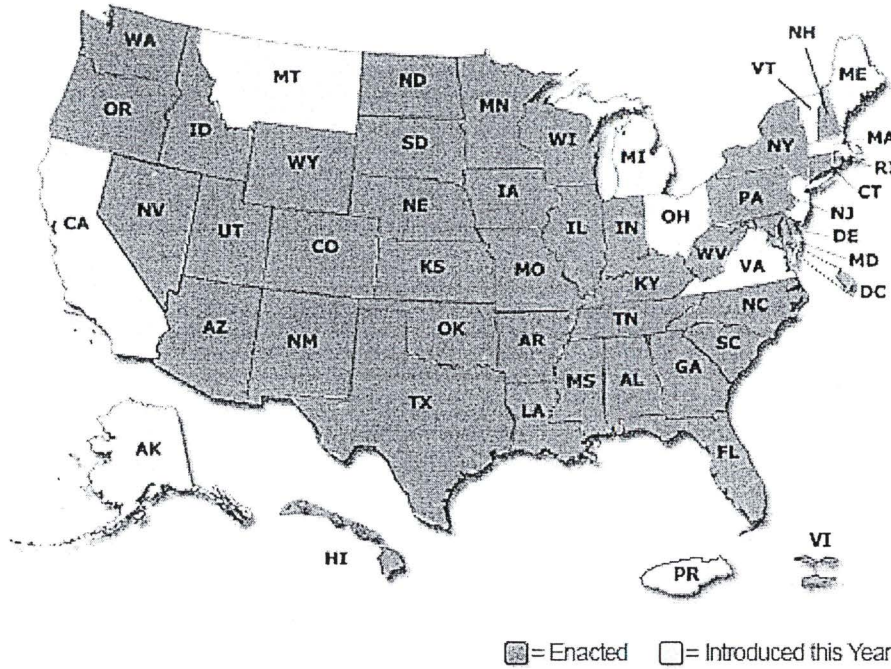 WA
MT
ND
MN
OR
ID
SD
WI
MI
WY
NH
VT
ME
NY
MA
RI
CT
NJ
PA
DE
MD
DC
IA
NE
NV
UT
CO
CA
IL
IN
OH
WV
VA
KS
MO
KY
AZ
NM
OK
AR
TN
NC
SC
MS
AL
GA
TX
LA
FL
AK
HI
PR
VI
= Enacted = Introduced this Year